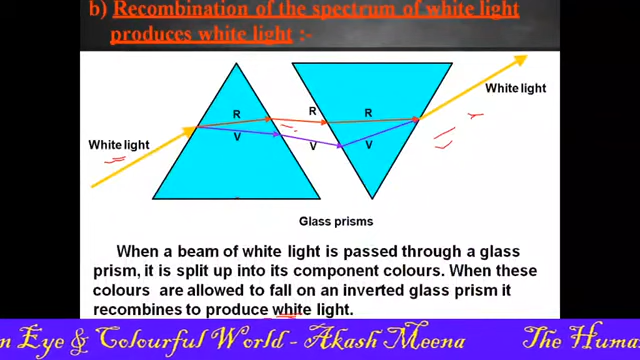 b) Recombination of the spectrum of white light
produces white light :-
White light
R
R
R
White light
V
V
V
Glass prisms
When a beam of white light is passed through a glass
prism, it is split up into its component colours. When these
colours are allowed to fall on an inverted glass prism it
recombines to produce white light.
n Eye & Colourful World - Akash Meena The Huma